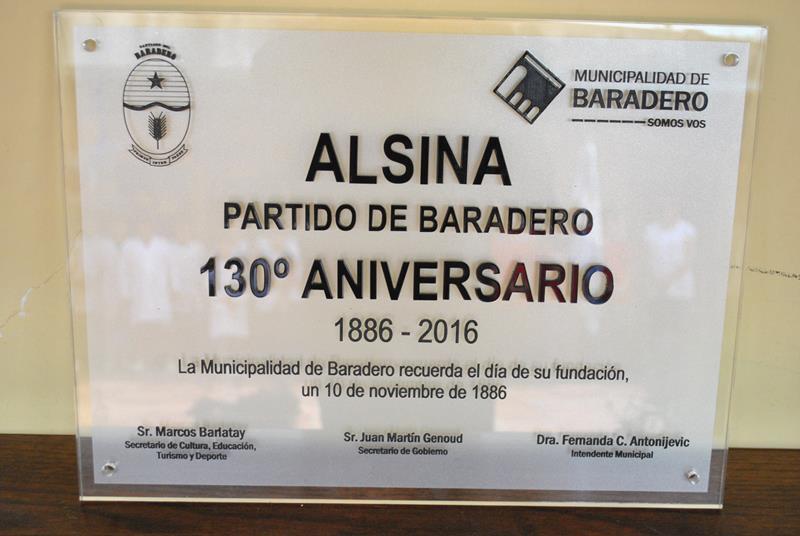 BARADERO
MUNICIPALIDAD DE
BARADERO
SOMOS VOS
ALSINA
PARTIDO DE BARADERO
130º ANIVERSARIO
1886 - 2016
La Municipalidad de Baradero recuerda el día de su fundación,
un 10 de noviembre de 1886
Sr. Marcos Barlatay
Secretario de Cultura, Educación,
Turismo y Deporte
Sr. Juan Martín Genoud
Secretario de Gobierno
Dra. Fernanda C. Antonijevic
Intendente Municipal